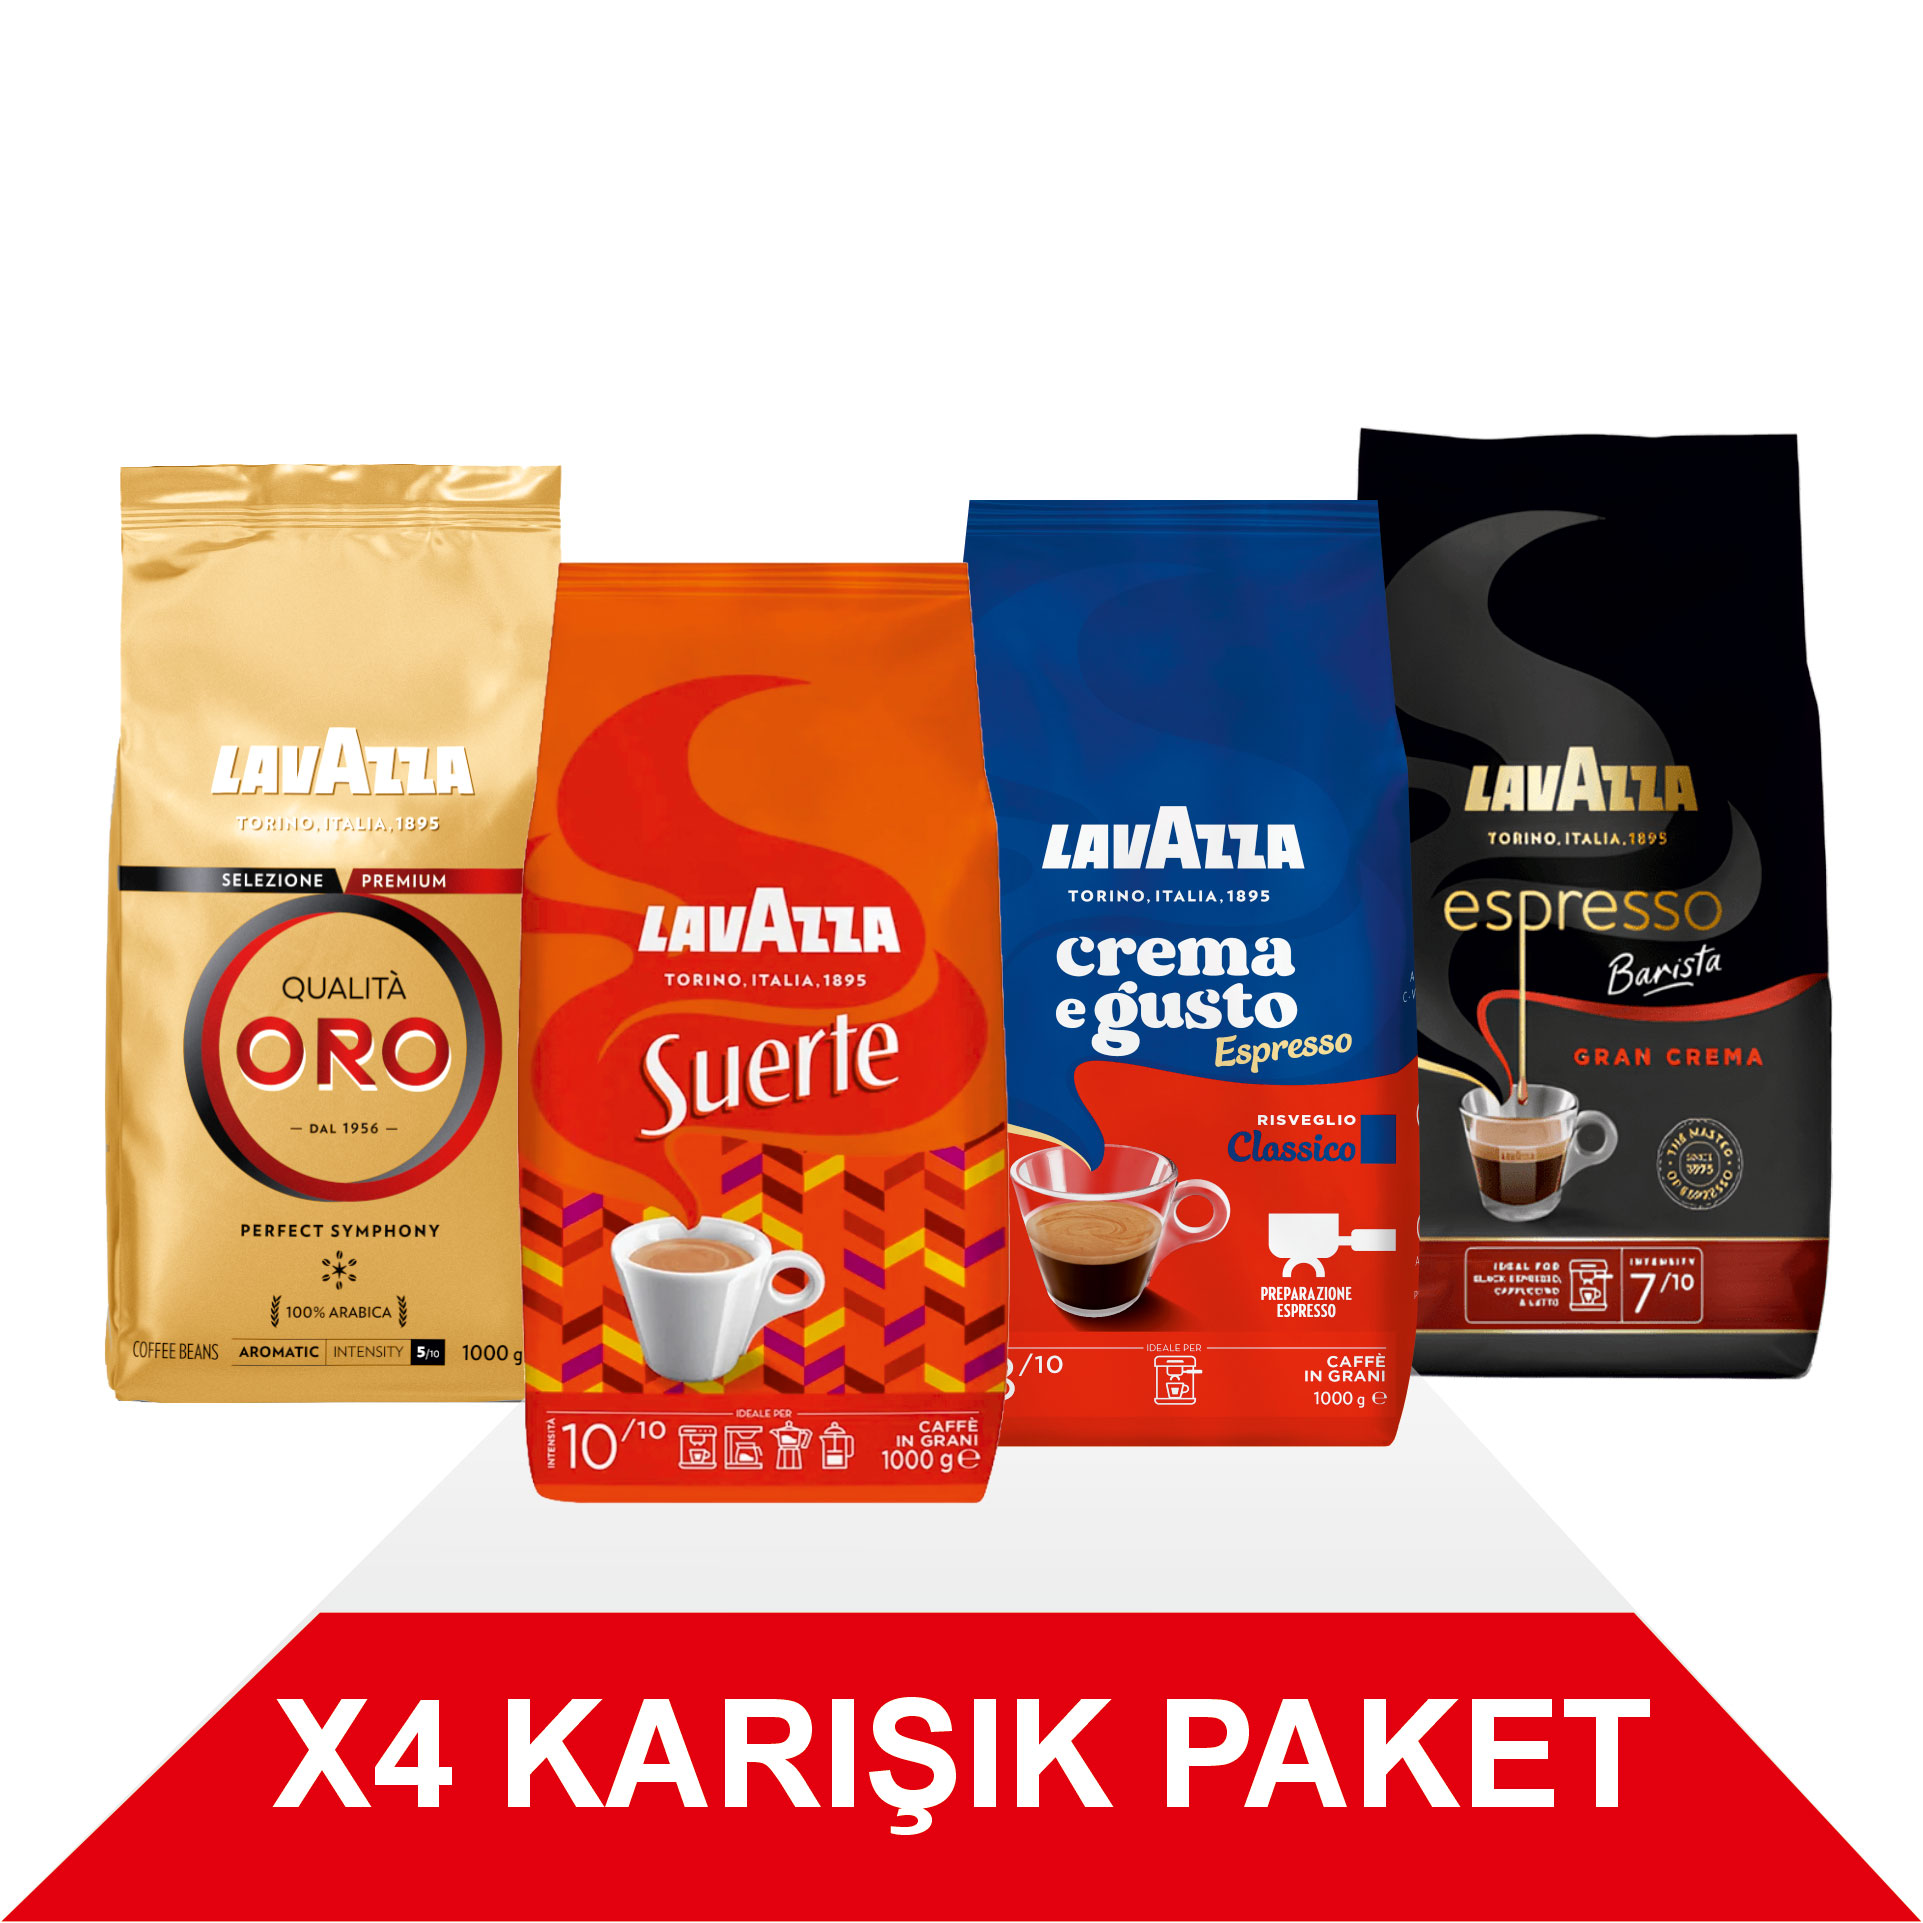 LAVAZZA
TORINO, ITALIA, 1895
SELEZIONE PREMIUM
QUALITÀ
ORO
DAL 1956
PERFECT SYMPHONY
100% ARABICA
COFFEE BEANS AROMATIC INTENSITY 5/10 1000 g
LAVAZZA
TORINO, ITALIA, 1895
Suerte
INTENSITÀ 10/10
IDEALE PER
CAFFÈ
IN GRANI
1000 g e
LAVAZZA
TORINO, ITALIA, 1895
crema
e gusto
Espresso
RISVEGLIO
Classico
PREPARAZIONE
ESPRESSO
/10
IDEALE PER
CAFFÈ
IN GRANI
1000 g e
LAVAZZA
TORINO, ITALIA, 1895
espresso
Barista
GRAN CREMA
INTENSITY
7/10
X4 KARIŞIK PAKET